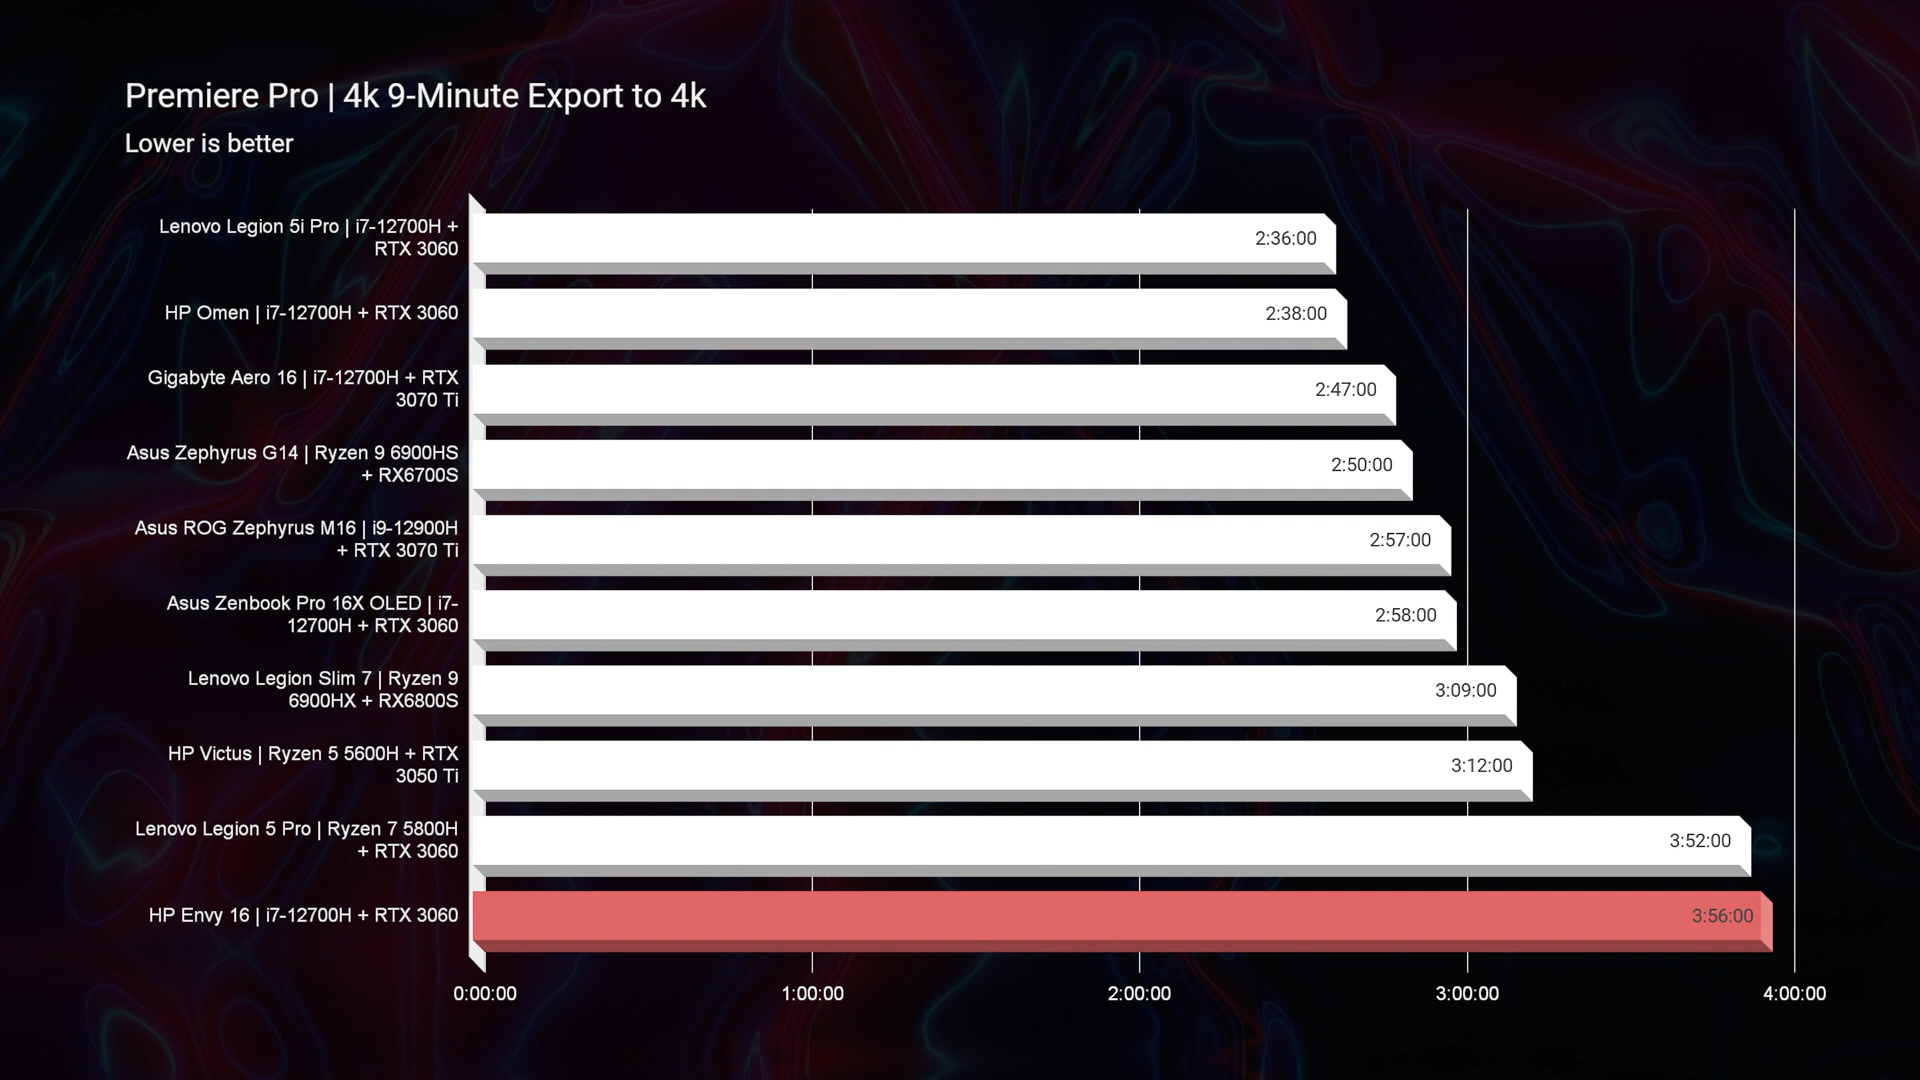 Premiere Pro | 4k 9-Minute Export to 4k
Lower is better
Lenovo Legion 5i Pro | i7-12700H +
RTX 3060
2:36:00
HP Omen | i7-12700H + RTX 3060
2:38:00
Gigabyte Aero 16 | i7-12700H + RTX
3070 Ti
2:47:00
Asus Zephyrus G14 | Ryzen 9 6900HS
+ RX6700S
2:50:00
Asus ROG Zephyrus M16 | i9-12900H
+ RTX 3070 Ti
2:57:00
Asus Zenbook Pro 16X OLED | i7-
12700H + RTX 3060
2:58:00
Lenovo Legion Slim 7 | Ryzen 9
6900HX + RX6800S
3:09:00
HP Victus | Ryzen 5 5600H + RTX
3050 Ti
3:12:00
Lenovo Legion 5 Pro | Ryzen 7 5800H
+ RTX 3060
3:52:00
HP Envy 16 | i7-12700H + RTX 3060
3:56:00
0:00:00 1:00:00 2:00:00 3:00:00 4:00:00